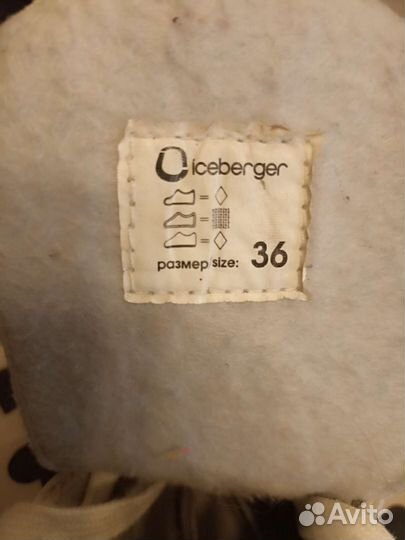 iceberger
=
=
=
размер size: 36
Avito